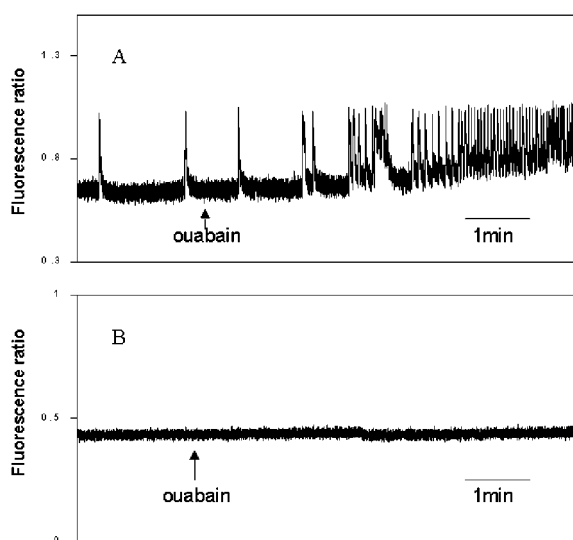 1.3
A
Fluorescence ratio
0.8
ouabain
1min
0.3
1
B
Fluorescence ratio
0.5
ouabain
1min
0